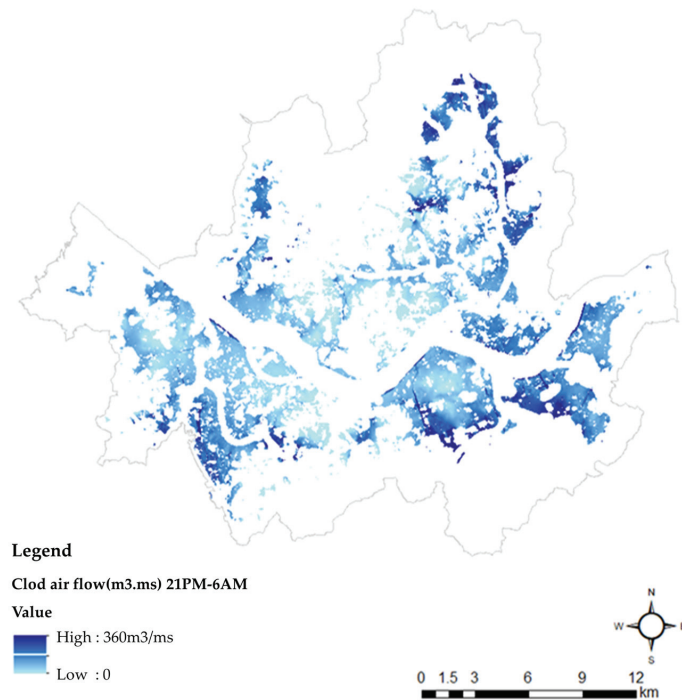 Legend
Clod air flow(m3.ms) 21PM-6AM
Value
High : 360m3/ms
Low : 0
N
W
S
0 1.5 3 6 9 12
km